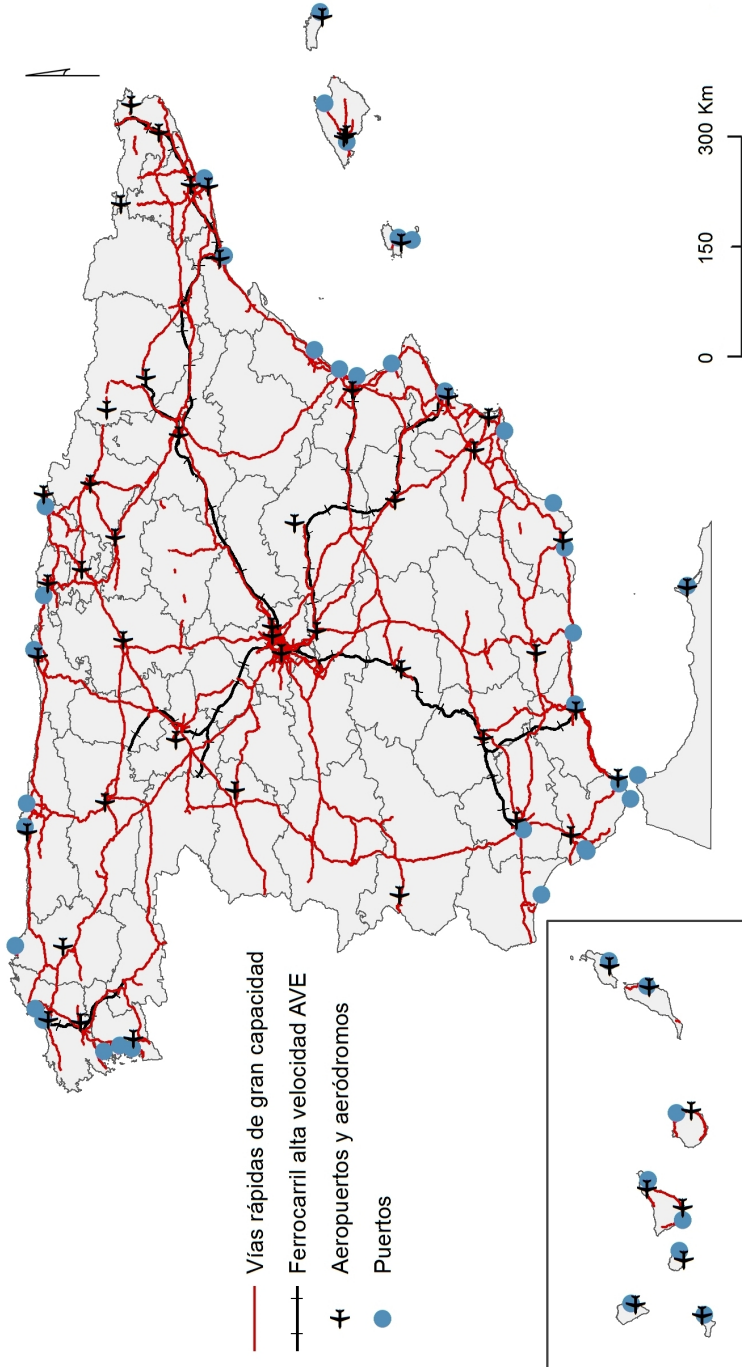 Vías rápidas de gran capacidad
Ferrocarril alta velocidad AVE
Aeropuertos y aeródromos
Puertos
0 150 300 Km